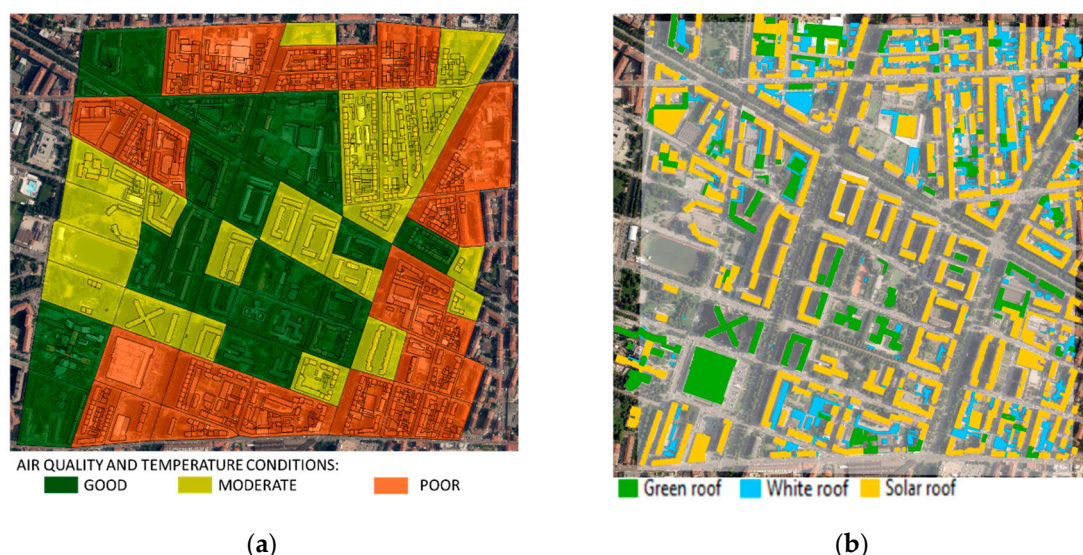 AIR QUALITY AND TEMPERATURE CONDITIONS:
GOOD MODERATE POOR
Green roof White roof Solar roof
(a) (b)